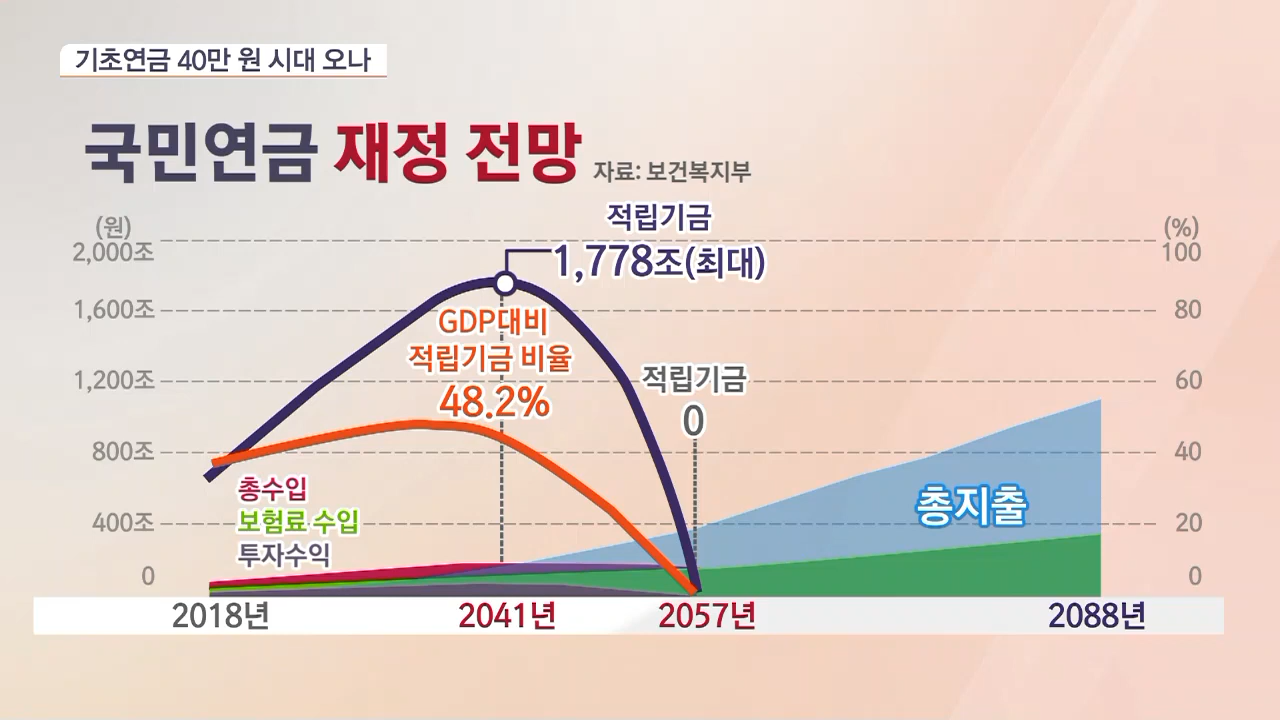 기초연금 40만 원 시대 오나
국민연금 재정 전망 자료: 보건복지부
(원)
(%)
적립기금
1,778조(최대)
2,000조
100
1,600조
80
GDP대비
적립기금 비율
48.2%
1,200조
60
적립기금
0
800조
40
총수입
보험료 수입
투자수익
400조
20
총지출
0
0
2018년
2041년
2057년
2088년